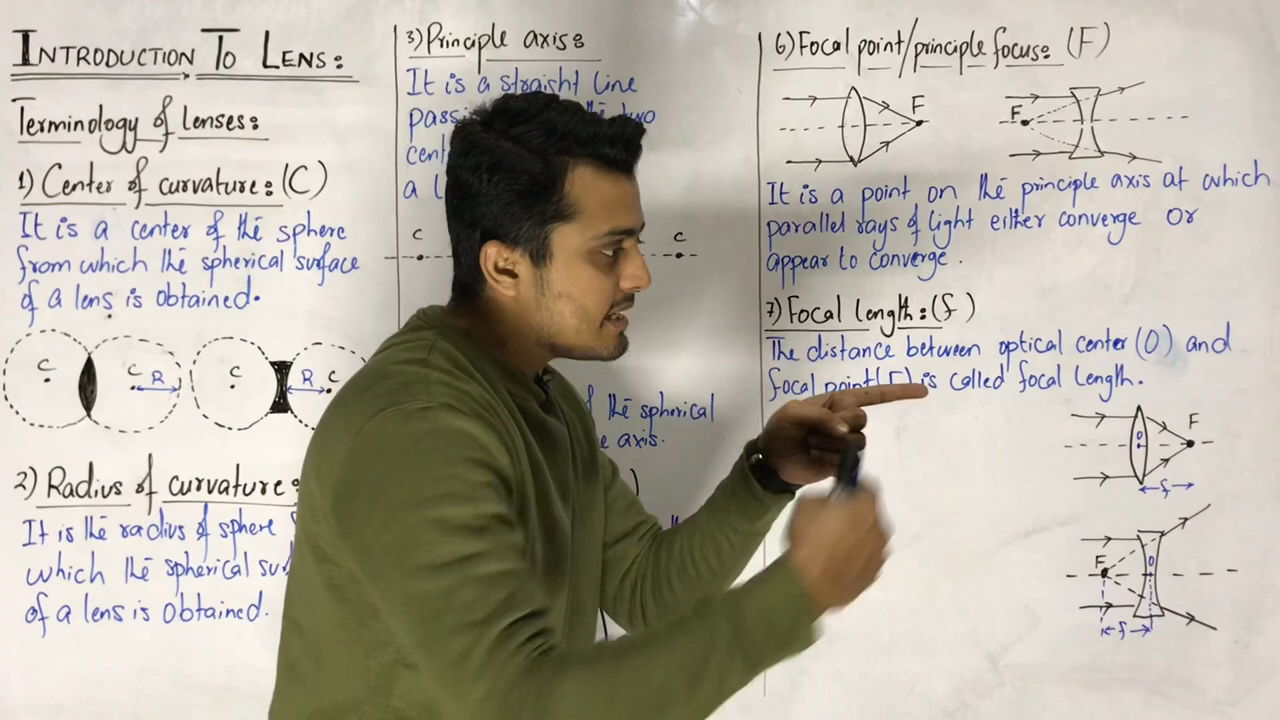 INTRODUCTION TO LENS:
Terminology of lenses:
1) Center of curvature: (C)
It is a center of the sphere
from which the spherical surface
of a lens is obtained.
C C R C R C
2) Radius of curvature:
It is the radius of sphere
which the spherical
of a lens is obtained.
3) Principle axis:
It is a straight line
two
a
C C
the spherical
axis.
6) Focal point/principle focus: (F)
F F
It is a point on the principle axis at which
parallel rays of light either converge or
appear to converge.
7) Focal length: (f)
The distance between optical center (O) and
focal point (F) is called focal length.
O F
f
F O
f